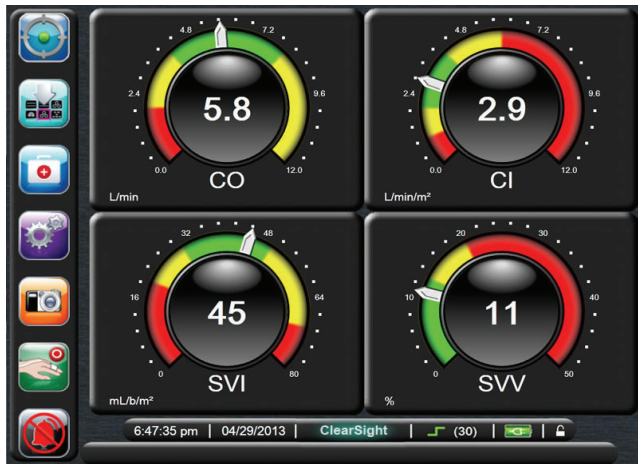 4.8 7.2
2.4 9.6
5.8
0.0 12.0
CO
L/min
4.8 7.2
2.4 9.6
2.9
0.0 12.0
CI
L/min/m²
32 48
16 64
45
0 80
SVI
mL/b/m²
20 30
10 40
11
0 50
SVV
%
6:47:35 pm | 04/29/2013 | ClearSight | (30) | |